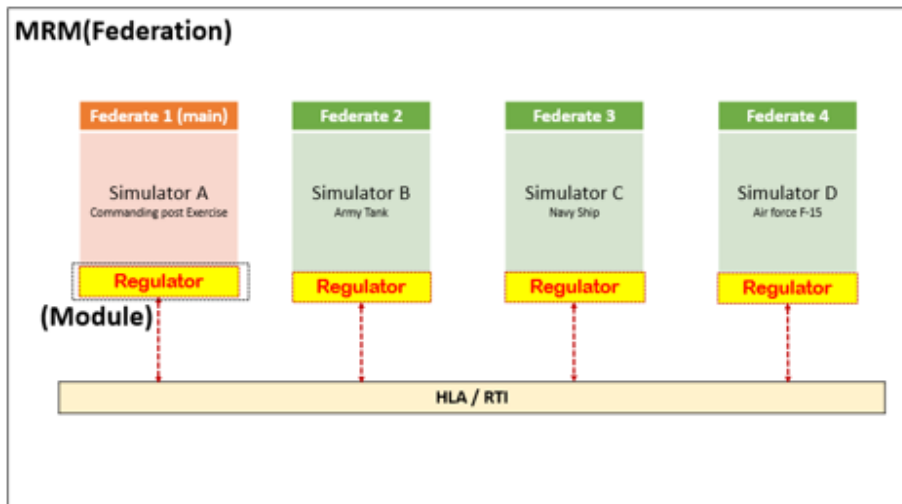 MRM(Federation)
Federate 1 (main)
Federate 2
Federate 3
Federate 4
Simulator A
Commanding post Exercise
Simulator B
Army Tank
Simulator C
Navy Ship
Simulator D
Air force F-15
Regulator
Regulator
Regulator
Regulator
(Module)
HLA / RTI